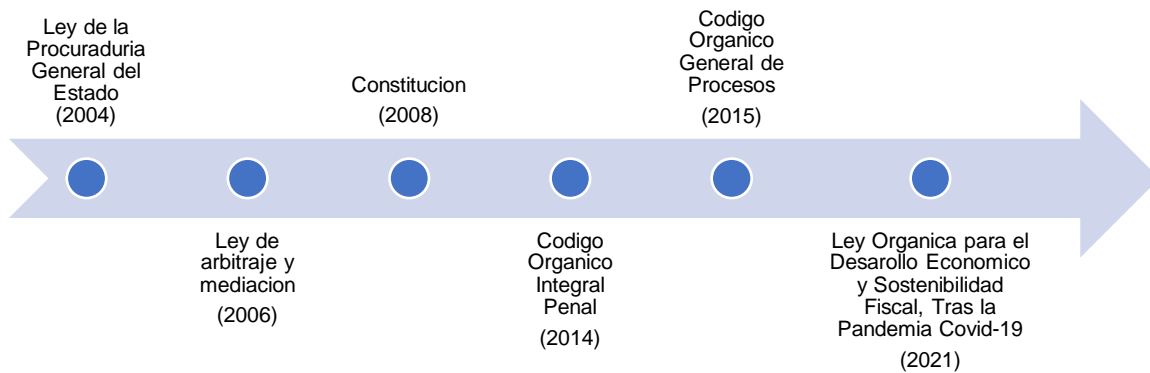 Ley de la
Procuraduria
General del
Estado
(2004)
Ley de
arbitraje y
mediacion
(2006)
Constitucion
(2008)
Codigo
Organico
Integral
Penal
(2014)
Codigo
Organico
General de
Procesos
(2015)
Ley Organica para el
Desarollo Economico
y Sostenibilidad
Fiscal, Tras la
Pandemia Covid-19
(2021)